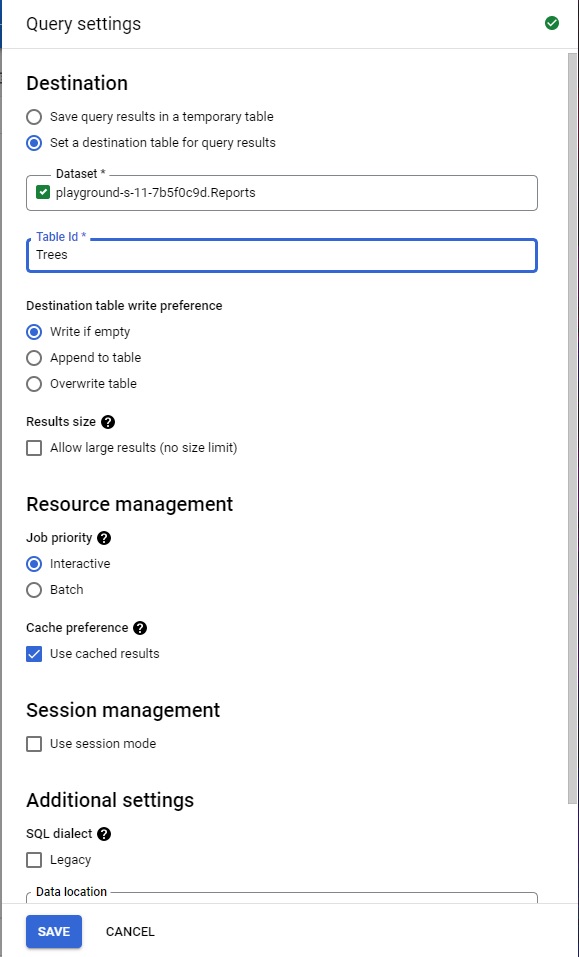 Query settings
Destination
Save query results in a temporary table
Set a destination table for query results
Dataset *
playground-s-11-7b5f0c9d.Reports
Table Id *
Trees
Destination table write preference
Write if empty
Append to table
Overwrite table
Results size ?
Allow large results (no size limit)
Resource management
Job priority ?
Interactive
Batch
Cache preference ?
Use cached results
Session management
Use session mode
Additional settings
SQL dialect ?
Legacy
Data location
SAVE CANCEL